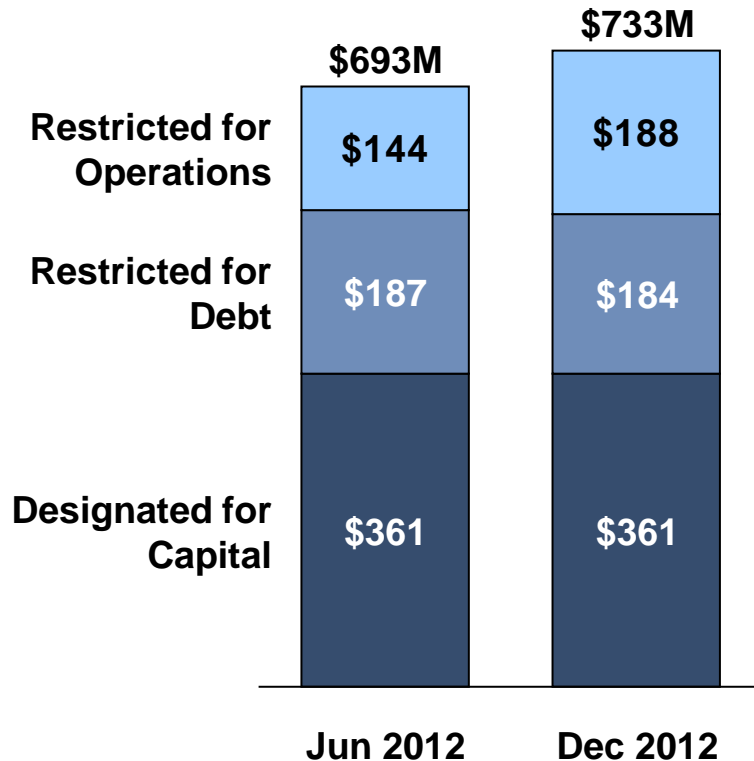 $733M
$693M
Restricted for
Operations
$144
$188
Restricted for
Debt
$187
$184
Designated for
Capital
$361
$361
Jun 2012
Dec 2012